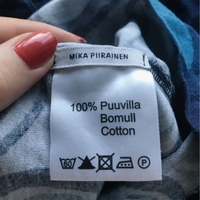 MIKA PIIRAINEN
100% Puuvilla
Bomull
Cotton